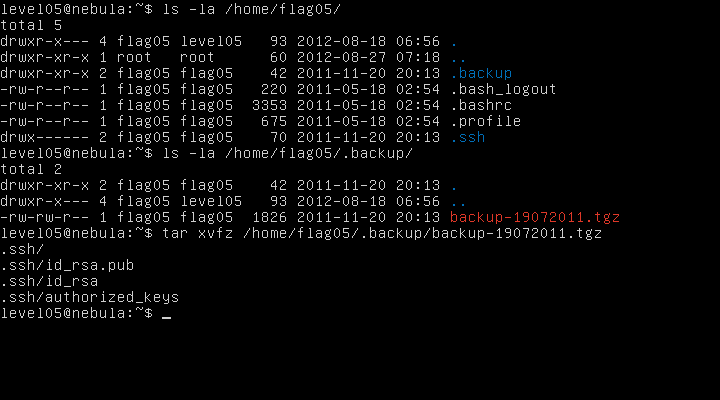 level05@nebula:~$ ls -la /home/flag05/
total 5
drwxr-x--- 4 flag05 level05   93 2012-08-18 06:56 .
drwxr-xr-x 1 root   root      60 2012-08-27 07:18 ..
drwxr-xr-x 2 flag05 flag05    42 2011-11-20 20:13 .backup
-rw-r--r-- 1 flag05 flag05   220 2011-05-18 02:54 .bash_logout
-rw-r--r-- 1 flag05 flag05  3353 2011-05-18 02:54 .bashrc
-rw-r--r-- 1 flag05 flag05   675 2011-05-18 02:54 .profile
drwx------ 2 flag05 flag05    70 2011-11-20 20:13 .ssh
level05@nebula:~$ ls -la /home/flag05/.backup/
total 2
drwxr-xr-x 2 flag05 flag05    42 2011-11-20 20:13 .
drwxr-x--- 4 flag05 level05   93 2012-08-18 06:56 ..
-rw-rw-r-- 1 flag05 flag05  1826 2011-11-20 20:13 backup-19072011.tgz
level05@nebula:~$ tar xvfz /home/flag05/.backup/backup-19072011.tgz
.ssh/
.ssh/id_rsa.pub
.ssh/id_rsa
.ssh/authorized_keys
level05@nebula:~$ _